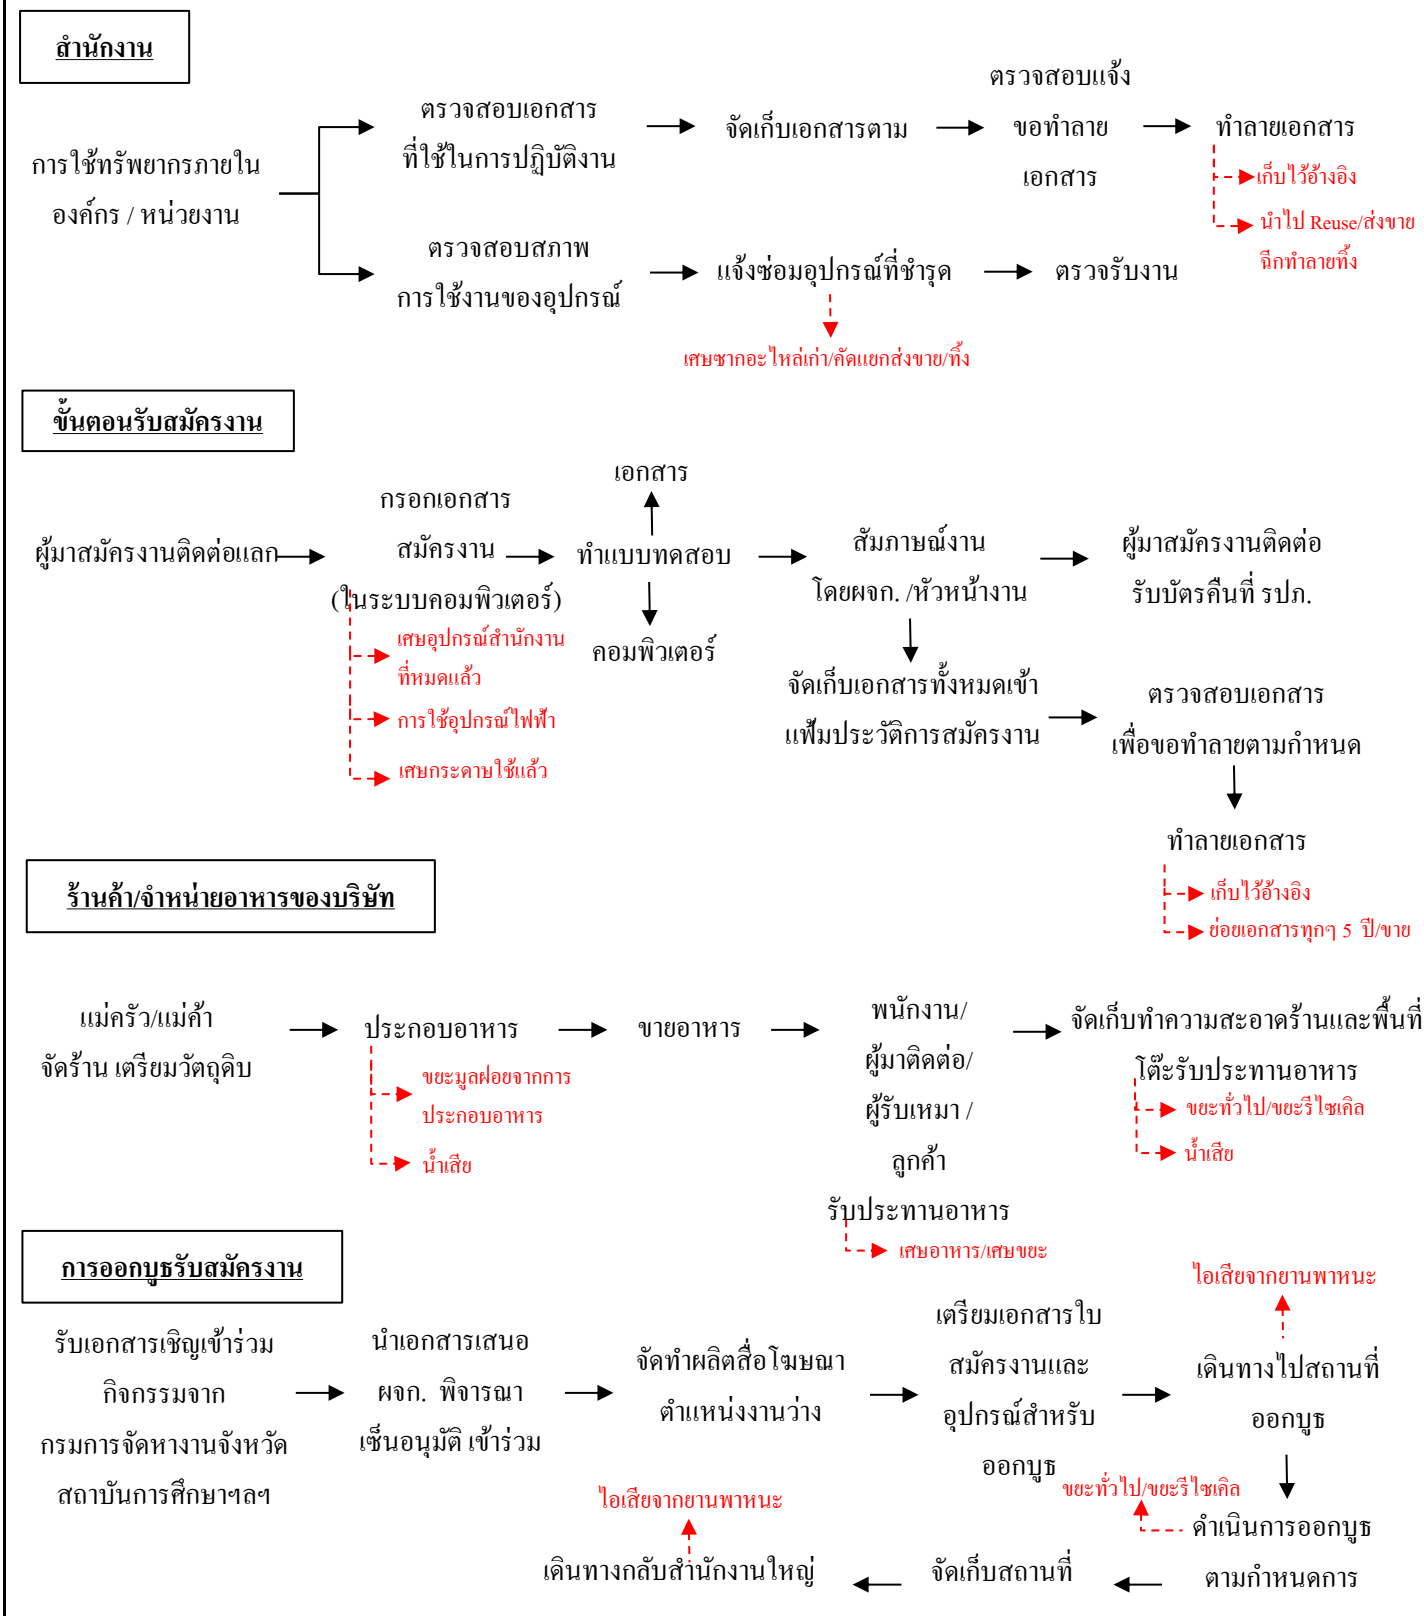 สำนักงาน
การใช้ทรัพยากรภายใน
องค์กร / หน่วยงาน
ตรวจสอบเอกสาร
ที่ใช้ในการปฏิบัติงาน
จัดเก็บเอกสารตาม
ตรวจสอบแจ้ง
ขอทำลาย
เอกสาร
ทำลายเอกสาร
เก็บไว้อ้างอิง
นำไป Reuse/ส่งขาย
ฉีกทำลายทิ้ง
ตรวจสอบสภาพ
การใช้งานของอุปกรณ์
แจ้งซ่อมอุปกรณ์ที่ชำรุด
ตรวจรับงาน
เศษซากอะไหล่เก่า/คัดแยกส่งขาย/ทิ้ง
ขั้นตอนรับสมัครงาน
ผู้มาสมัครงานติดต่อแลก
กรอกเอกสาร
สมัครงาน
(ในระบบคอมพิวเตอร์)
เศษอุปกรณ์สำนักงาน
ที่หมดแล้ว
การใช้อุปกรณ์ไฟฟ้า
เศษกระดาษใช้แล้ว
เอกสาร
ทำแบบทดสอบ
คอมพิวเตอร์
สัมภาษณ์งาน
โดยผจก. /หัวหน้างาน
ผู้มาสมัครงานติดต่อ
รับบัตรคืนที่ รปภ.
จัดเก็บเอกสารทั้งหมดเข้า
แฟ้มประวัติการสมัครงาน
ตรวจสอบเอกสาร
เพื่อขอทำลายตามกำหนด
ทำลายเอกสาร
เก็บไว้อ้างอิง
ย่อยเอกสารทุกๆ 5 ปี/ขาย
ร้านค้า/จำหน่ายอาหารของบริษัท
แม่ครัว/แม่ค้า
จัดร้าน เตรียมวัตถุดิบ
ประกอบอาหาร
ขยะมูลฝอยจากการ
ประกอบอาหาร
น้ำเสีย
ขายอาหาร
พนักงาน/
ผู้มาติดต่อ/
ผู้รับเหมา /
ลูกค้า
รับประทานอาหาร
เศษอาหาร/เศษขยะ
จัดเก็บทำความสะอาดร้านและพื้นที่
โต๊ะรับประทานอาหาร
ขยะทั่วไป/ขยะรีไซเคิล
น้ำเสีย
การออกบูธรับสมัครงาน
รับเอกสารเชิญเข้าร่วม
กิจกรรมจาก
กรมการจัดหางานจังหวัด
สถาบันการศึกษาฯลฯ
นำเอกสารเสนอ
ผจก. พิจารณา
เซ็นอนุมัติ เข้าร่วม
จัดทำผลิตสื่อโฆษณา
ตำแหน่งงานว่าง
เตรียมเอกสารใบ
สมัครงานและ
อุปกรณ์สำหรับ
ออกบูธ
ไอเสียจากยานพาหนะ
เดินทางไปสถานที่
ออกบูธ
ขยะทั่วไป/ขยะรีไซเคิล
ดำเนินการออกบูธ
ตามกำหนดการ
จัดเก็บสถานที่
ไอเสียจากยานพาหนะ
เดินทางกลับสำนักงานใหญ่